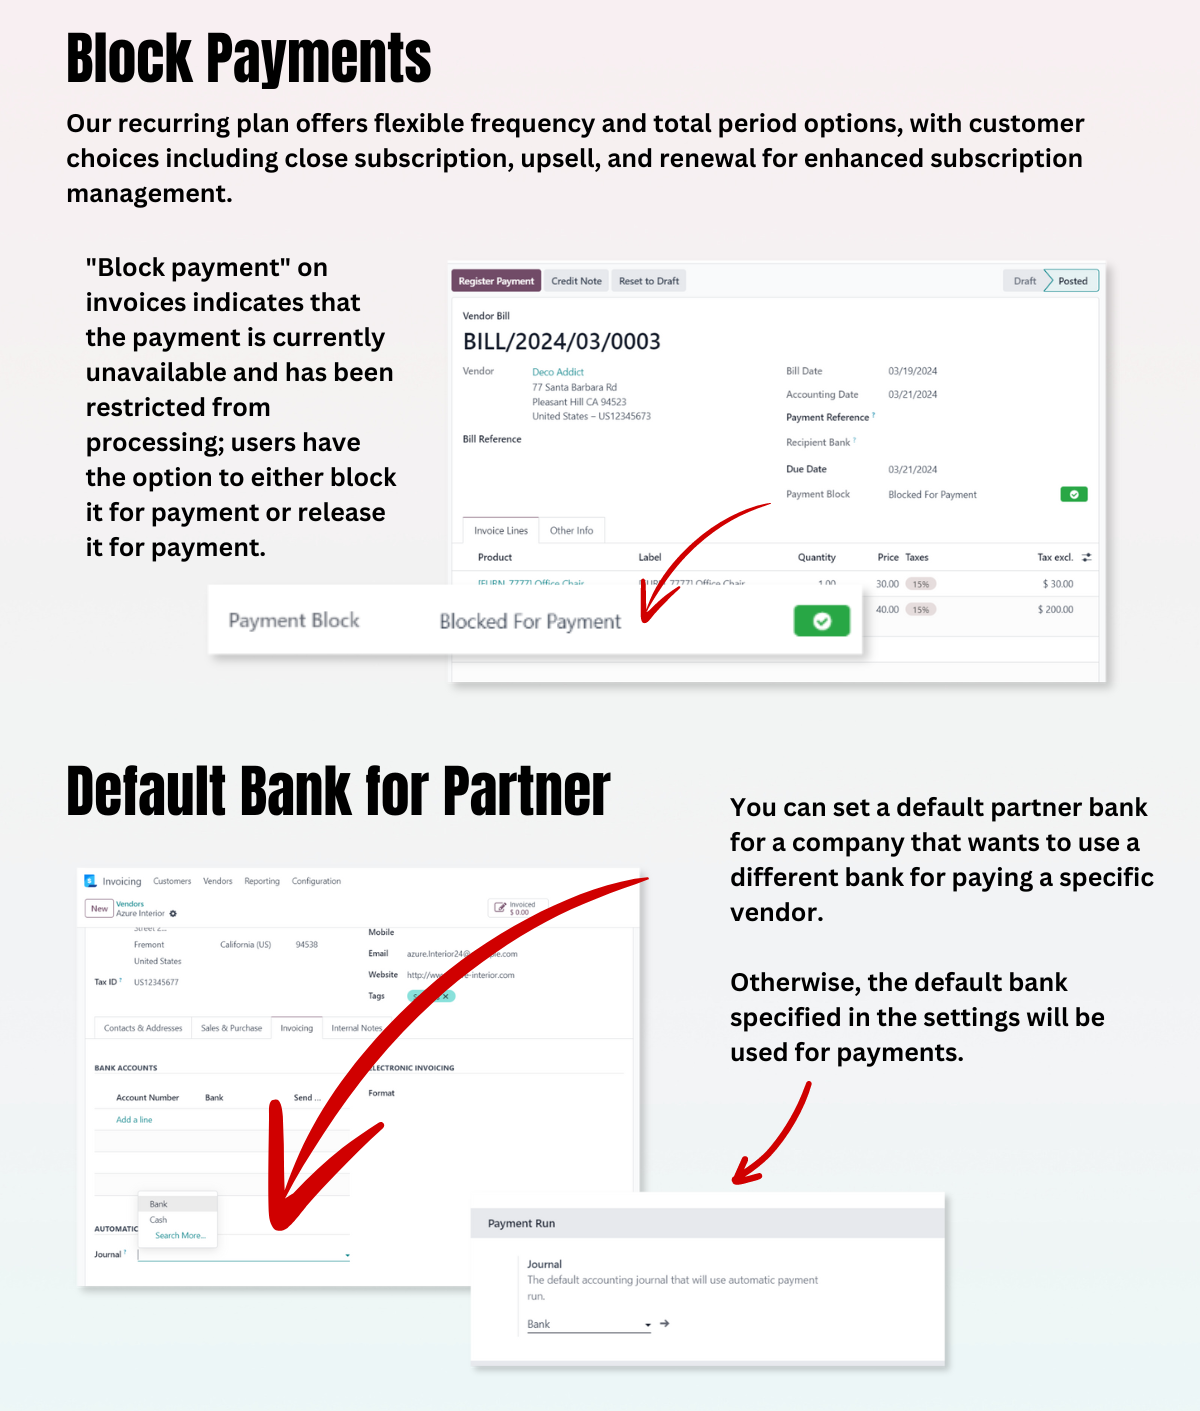 Block Payments
Our recurring plan offers flexible frequency and total period options, with customer
choices including close subscription, upsell, and renewal for enhanced subscription
management.
"Block payment" on
invoices indicates that
the payment is currently
unavailable and has been
restricted from
processing; users have
the option to either block
it for payment or release
it for payment.
Register Payment Credit Note Reset to Draft Draft Posted
Vendor Bill
BILL/2024/03/0003
Vendor Deco Addict
77 Santa Barbara Rd
Pleasant Hill CA 94523
United States – US12345673
Bill Reference
Bill Date 03/19/2024
Accounting Date 03/21/2024
Payment Reference ?
Recipient Bank ?
Due Date 03/21/2024
Payment Block Blocked For Payment
Invoice Lines Other Info
Product Label Quantity Price Taxes Tax excl.
[FURN_7777] Office Chair Office Chair 1.00 30.00 15% $ 30.00
40.00 15% $ 200.00
Payment Block Blocked For Payment
Default Bank for Partner
You can set a default partner bank
for a company that wants to use a
different bank for paying a specific
vendor.
Otherwise, the default bank
specified in the settings will be
used for payments.
Invoicing Customers Vendors Reporting Configuration
New Vendors
Azure Interior
Invoiced
$ 0.00
Street 2...
Fremont California (US) 94538
United States
Tax ID ? US12345677
Mobile
Email
Website
Tags
Contacts & Addresses Sales & Purchase Invoicing Internal Notes
BANK ACCOUNTS
Account Number Bank Send ...
Add a line
ELECTRONIC INVOICING
Format
Bank
Cash
Search More...
AUTOMATIC
Journal ?
Payment Run
Journal
The default accounting journal that will use automatic payment
run.
Bank